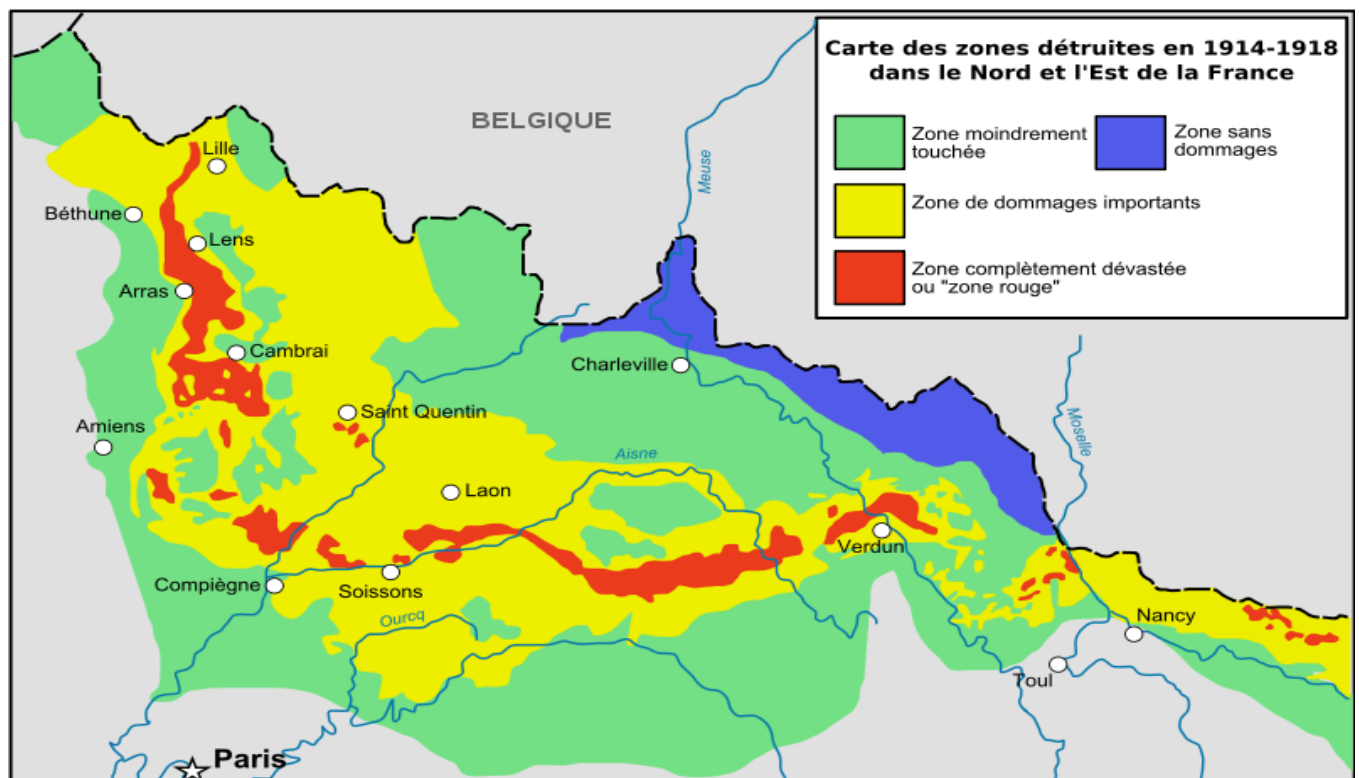 Carte des zones détruites en 1914-1918
dans le Nord et l'Est de la France
Zone moindrement
touchée
Zone sans
dommages
Zone de dommages importants
Zone complètement dévastée
ou "zone rouge"
BELGIQUE
Meuse
Lille
Béthune
Lens
Arras
Cambrai
Charleville
Saint Quentin
Amiens
Moselle
Aisne
Laon
Verdun
Compiègne
Soissons
Ourcq
Nancy
Toul
Paris